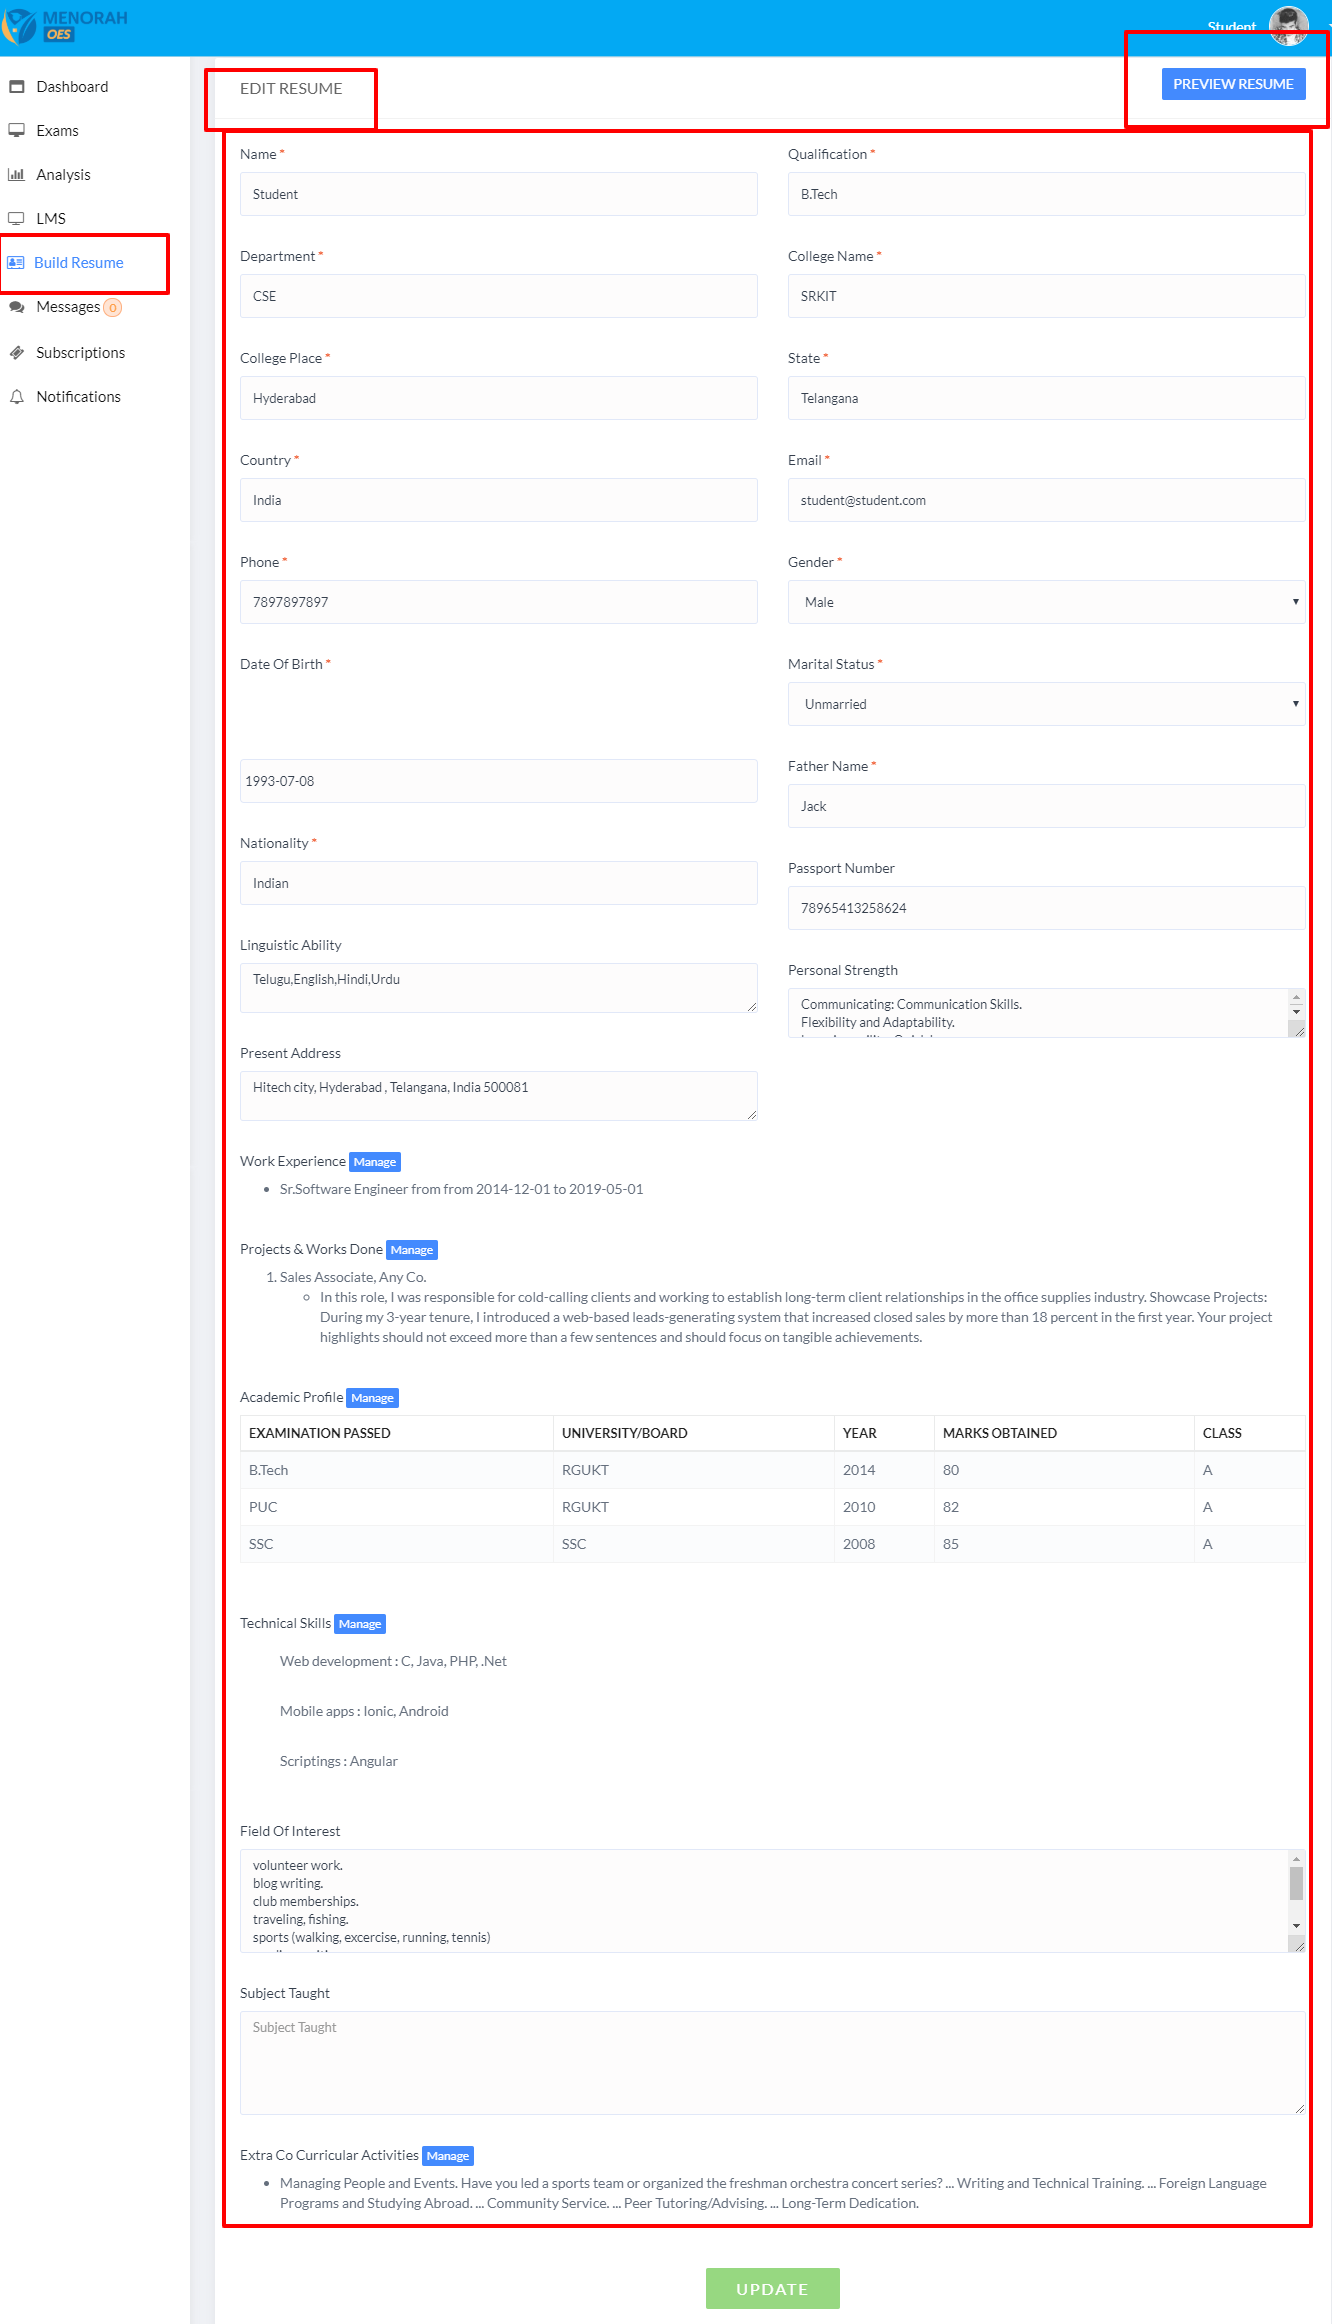 MENORAH
OES
Student
Dashboard
Exams
Analysis
LMS
Build Resume
Messages 0
Subscriptions
Notifications
EDIT RESUME
PREVIEW RESUME
Name *
Student
Qualification *
B.Tech
Department *
CSE
College Name *
SRKIT
College Place *
Hyderabad
State *
Telangana
Country *
India
Email *
student@student.com
Phone *
7897897897
Gender *
Male
Date Of Birth *
1993-07-08
Marital Status *
Unmarried
Father Name *
Jack
Nationality *
Indian
Passport Number
78965413258624
Linguistic Ability
Telugu,English,Hindi,Urdu
Personal Strength
Communicating: Communication Skills.
Flexibility and Adaptability.
Present Address
Hitech city, Hyderabad , Telangana, India 500081
Work Experience Manage
• Sr.Software Engineer from from 2014-12-01 to 2019-05-01
Projects & Works Done Manage
1. Sales Associate, Any Co.
In this role, I was responsible for cold-calling clients and working to establish long-term client relationships in the office supplies industry. Showcase Projects:
During my 3-year tenure, I introduced a web-based leads-generating system that increased closed sales by more than 18 percent in the first year. Your project
highlights should not exceed more than a few sentences and should focus on tangible achievements.
Academic Profile Manage
EXAMINATION PASSED UNIVERSITY/BOARD YEAR MARKS OBTAINED CLASS
B.Tech RGUKT 2014 80 A
PUC RGUKT 2010 82 A
SSC SSC 2008 85 A
Technical Skills Manage
Web development : C, Java, PHP, .Net
Mobile apps : Ionic, Android
Scriptings : Angular
Field Of Interest
volunteer work.
blog writing.
club memberships.
traveling, fishing.
sports (walking, excercise, running, tennis)
Subject Taught
Subject Taught
Extra Co Curricular Activities Manage
• Managing People and Events. Have you led a sports team or organized the freshman orchestra concert series? ... Writing and Technical Training. ... Foreign Language
Programs and Studying Abroad. ... Community Service. ... Peer Tutoring/Advising. ... Long-Term Dedication.
UPDATE